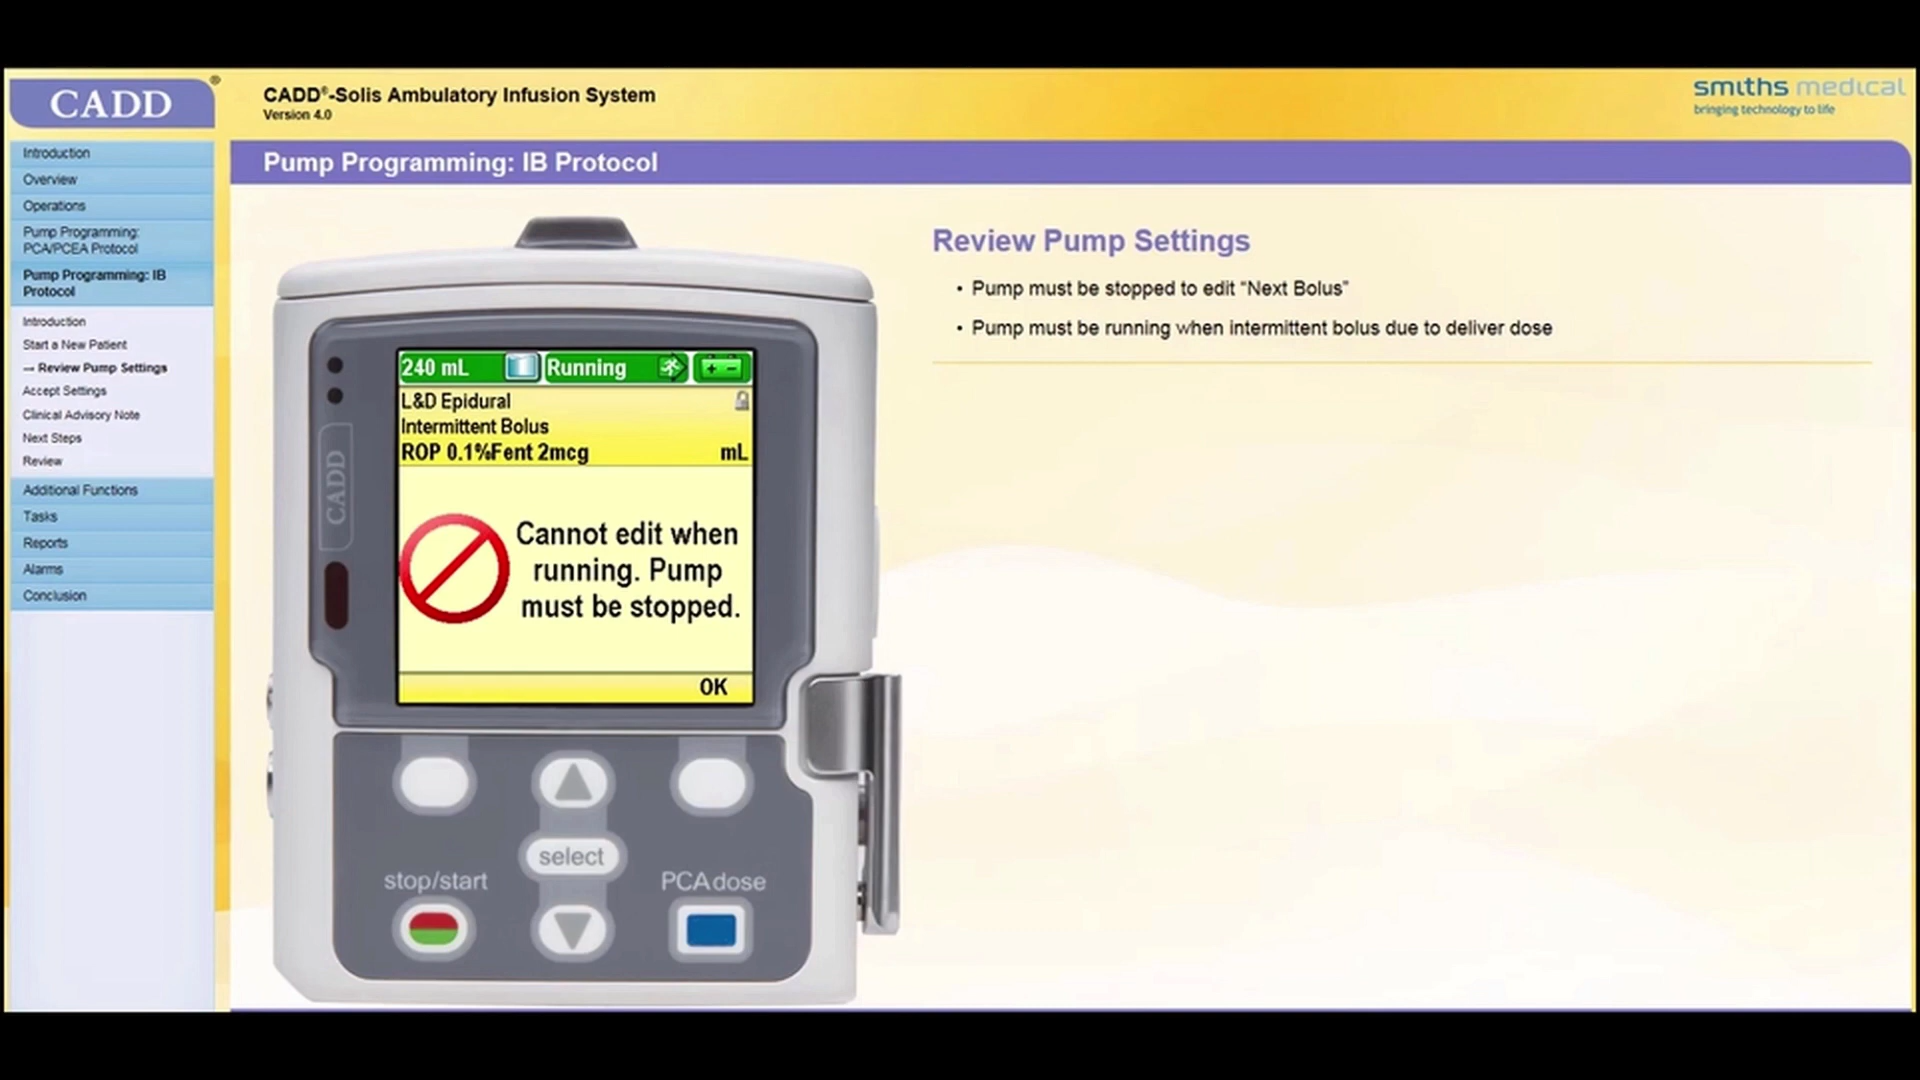 CADD®
CADD®-Solis Ambulatory Infusion System
Version 4.0
smiths medical
bringing technology to life
Introduction
Overview
Operations
Pump Programming:
PCA/PCEA Protocol
Pump Programming: IB
Protocol
Introduction
Start a New Patient
→ Review Pump Settings
Accept Settings
Clinical Advisory Note
Next Steps
Review
Additional Functions
Tasks
Reports
Alarms
Conclusion
Pump Programming: IB Protocol
240 mL Running + -
L&D Epidural
Intermittent Bolus
ROP 0.1%Fent 2mcg mL
Cannot edit when
running. Pump
must be stopped.
OK
CADD
select
stop/start
PCA dose
Review Pump Settings
• Pump must be stopped to edit “Next Bolus”
• Pump must be running when intermittent bolus due to deliver dose